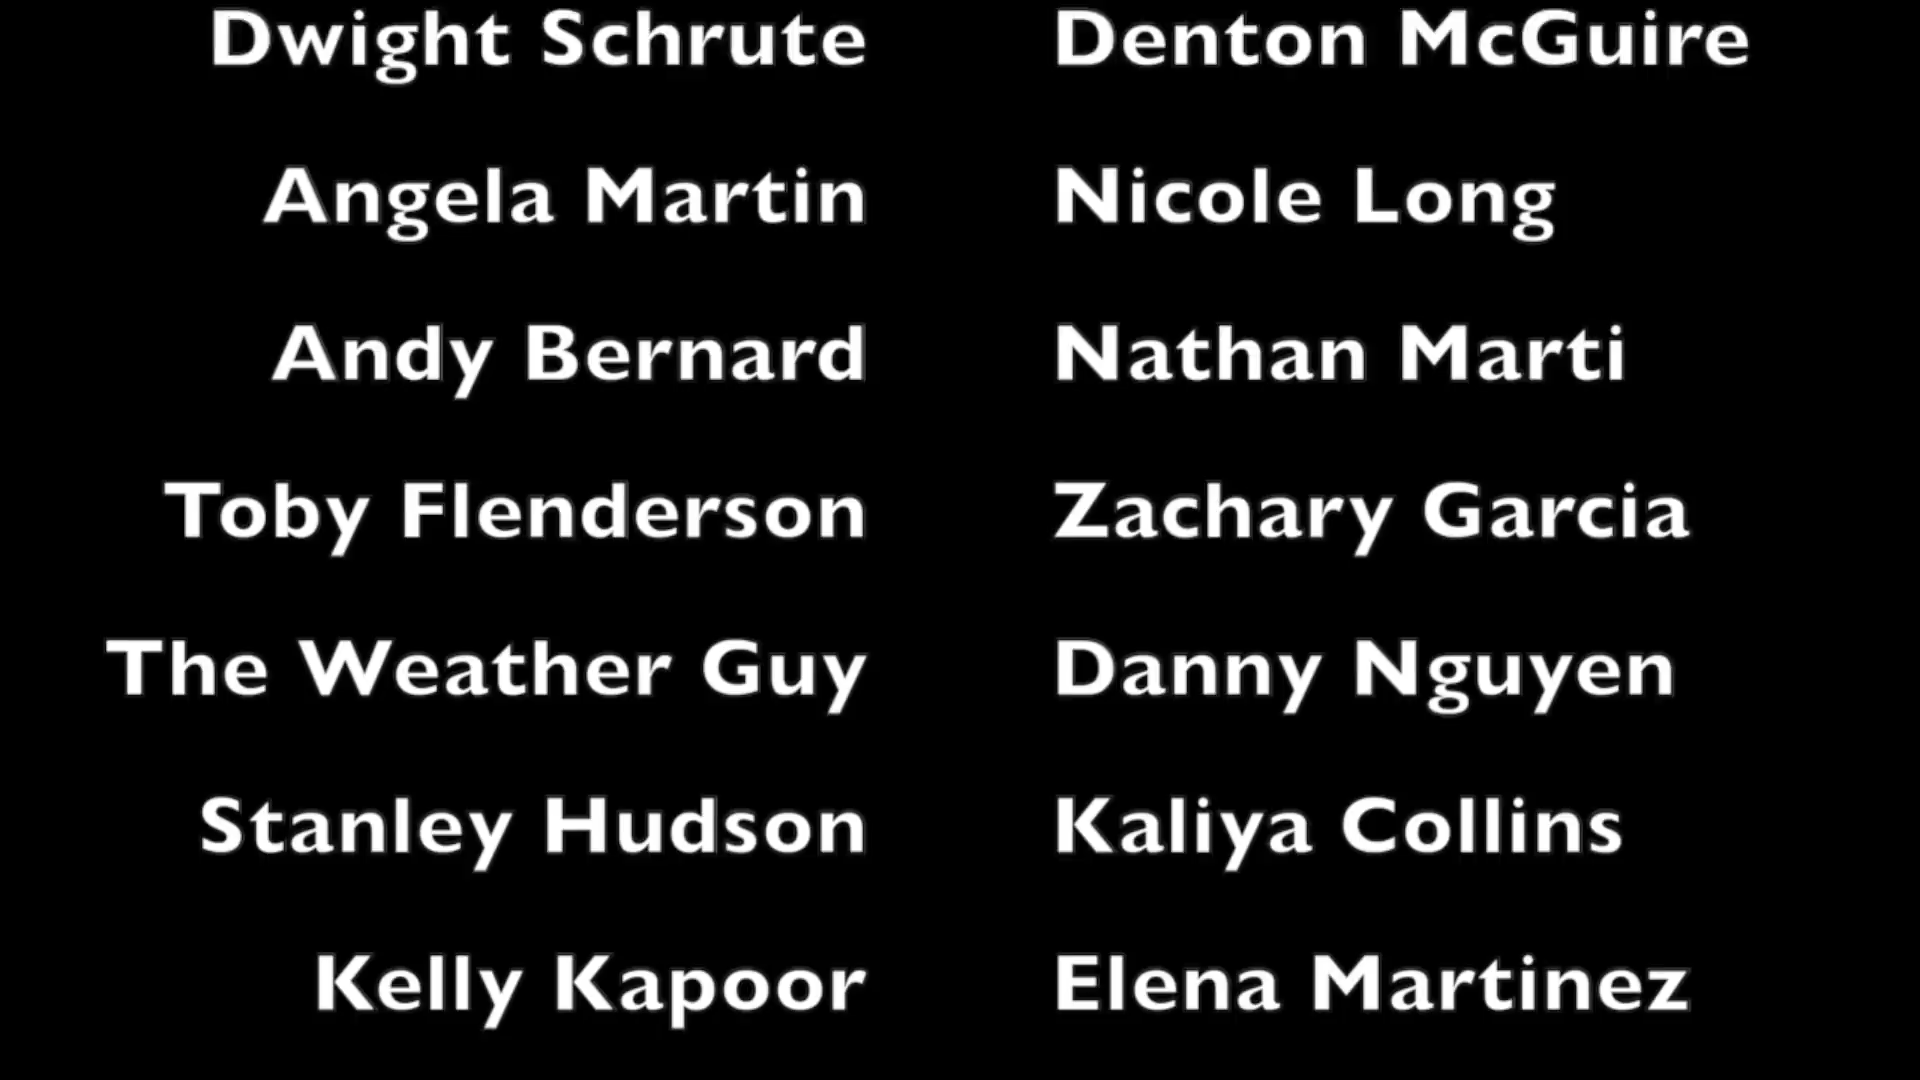 Dwight Schrute Denton McGuire
Angela Martin Nicole Long
Andy Bernard Nathan Marti
Toby Flenderson Zachary Garcia
The Weather Guy Danny Nguyen
Stanley Hudson Kaliya Collins
Kelly Kapoor Elena Martinez